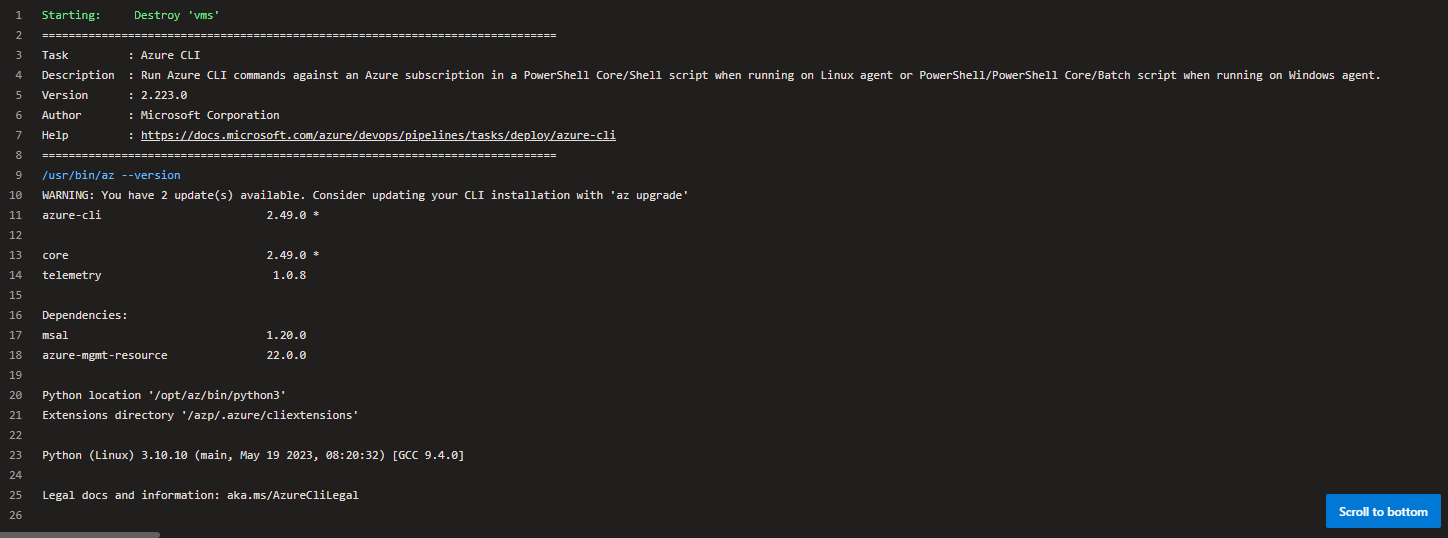 1 Starting: Destroy 'vms'
2 ==============================================================================
3 Task : Azure CLI
4 Description : Run Azure CLI commands against an Azure subscription in a PowerShell Core/Shell script when running on Linux agent or PowerShell/PowerShell Core/Batch script when running on Windows agent.
5 Version : 2.223.0
6 Author : Microsoft Corporation
7 Help : https://docs.microsoft.com/azure/devops/pipelines/tasks/deploy/azure-cli
8 ==============================================================================
9 /usr/bin/az --version
10 WARNING: You have 2 update(s) available. Consider updating your CLI installation with 'az upgrade'
11 azure-cli 2.49.0 *
12
13 core 2.49.0 *
14 telemetry 1.0.8
15
16 Dependencies:
17 msal 1.20.0
18 azure-mgmt-resource 22.0.0
19
20 Python location '/opt/az/bin/python3'
21 Extensions directory '/azp/.azure/cliextensions'
22
23 Python (Linux) 3.10.10 (main, May 19 2023, 08:20:32) [GCC 9.4.0]
24
25 Legal docs and information: aka.ms/AzureCliLegal
26
Scroll to bottom